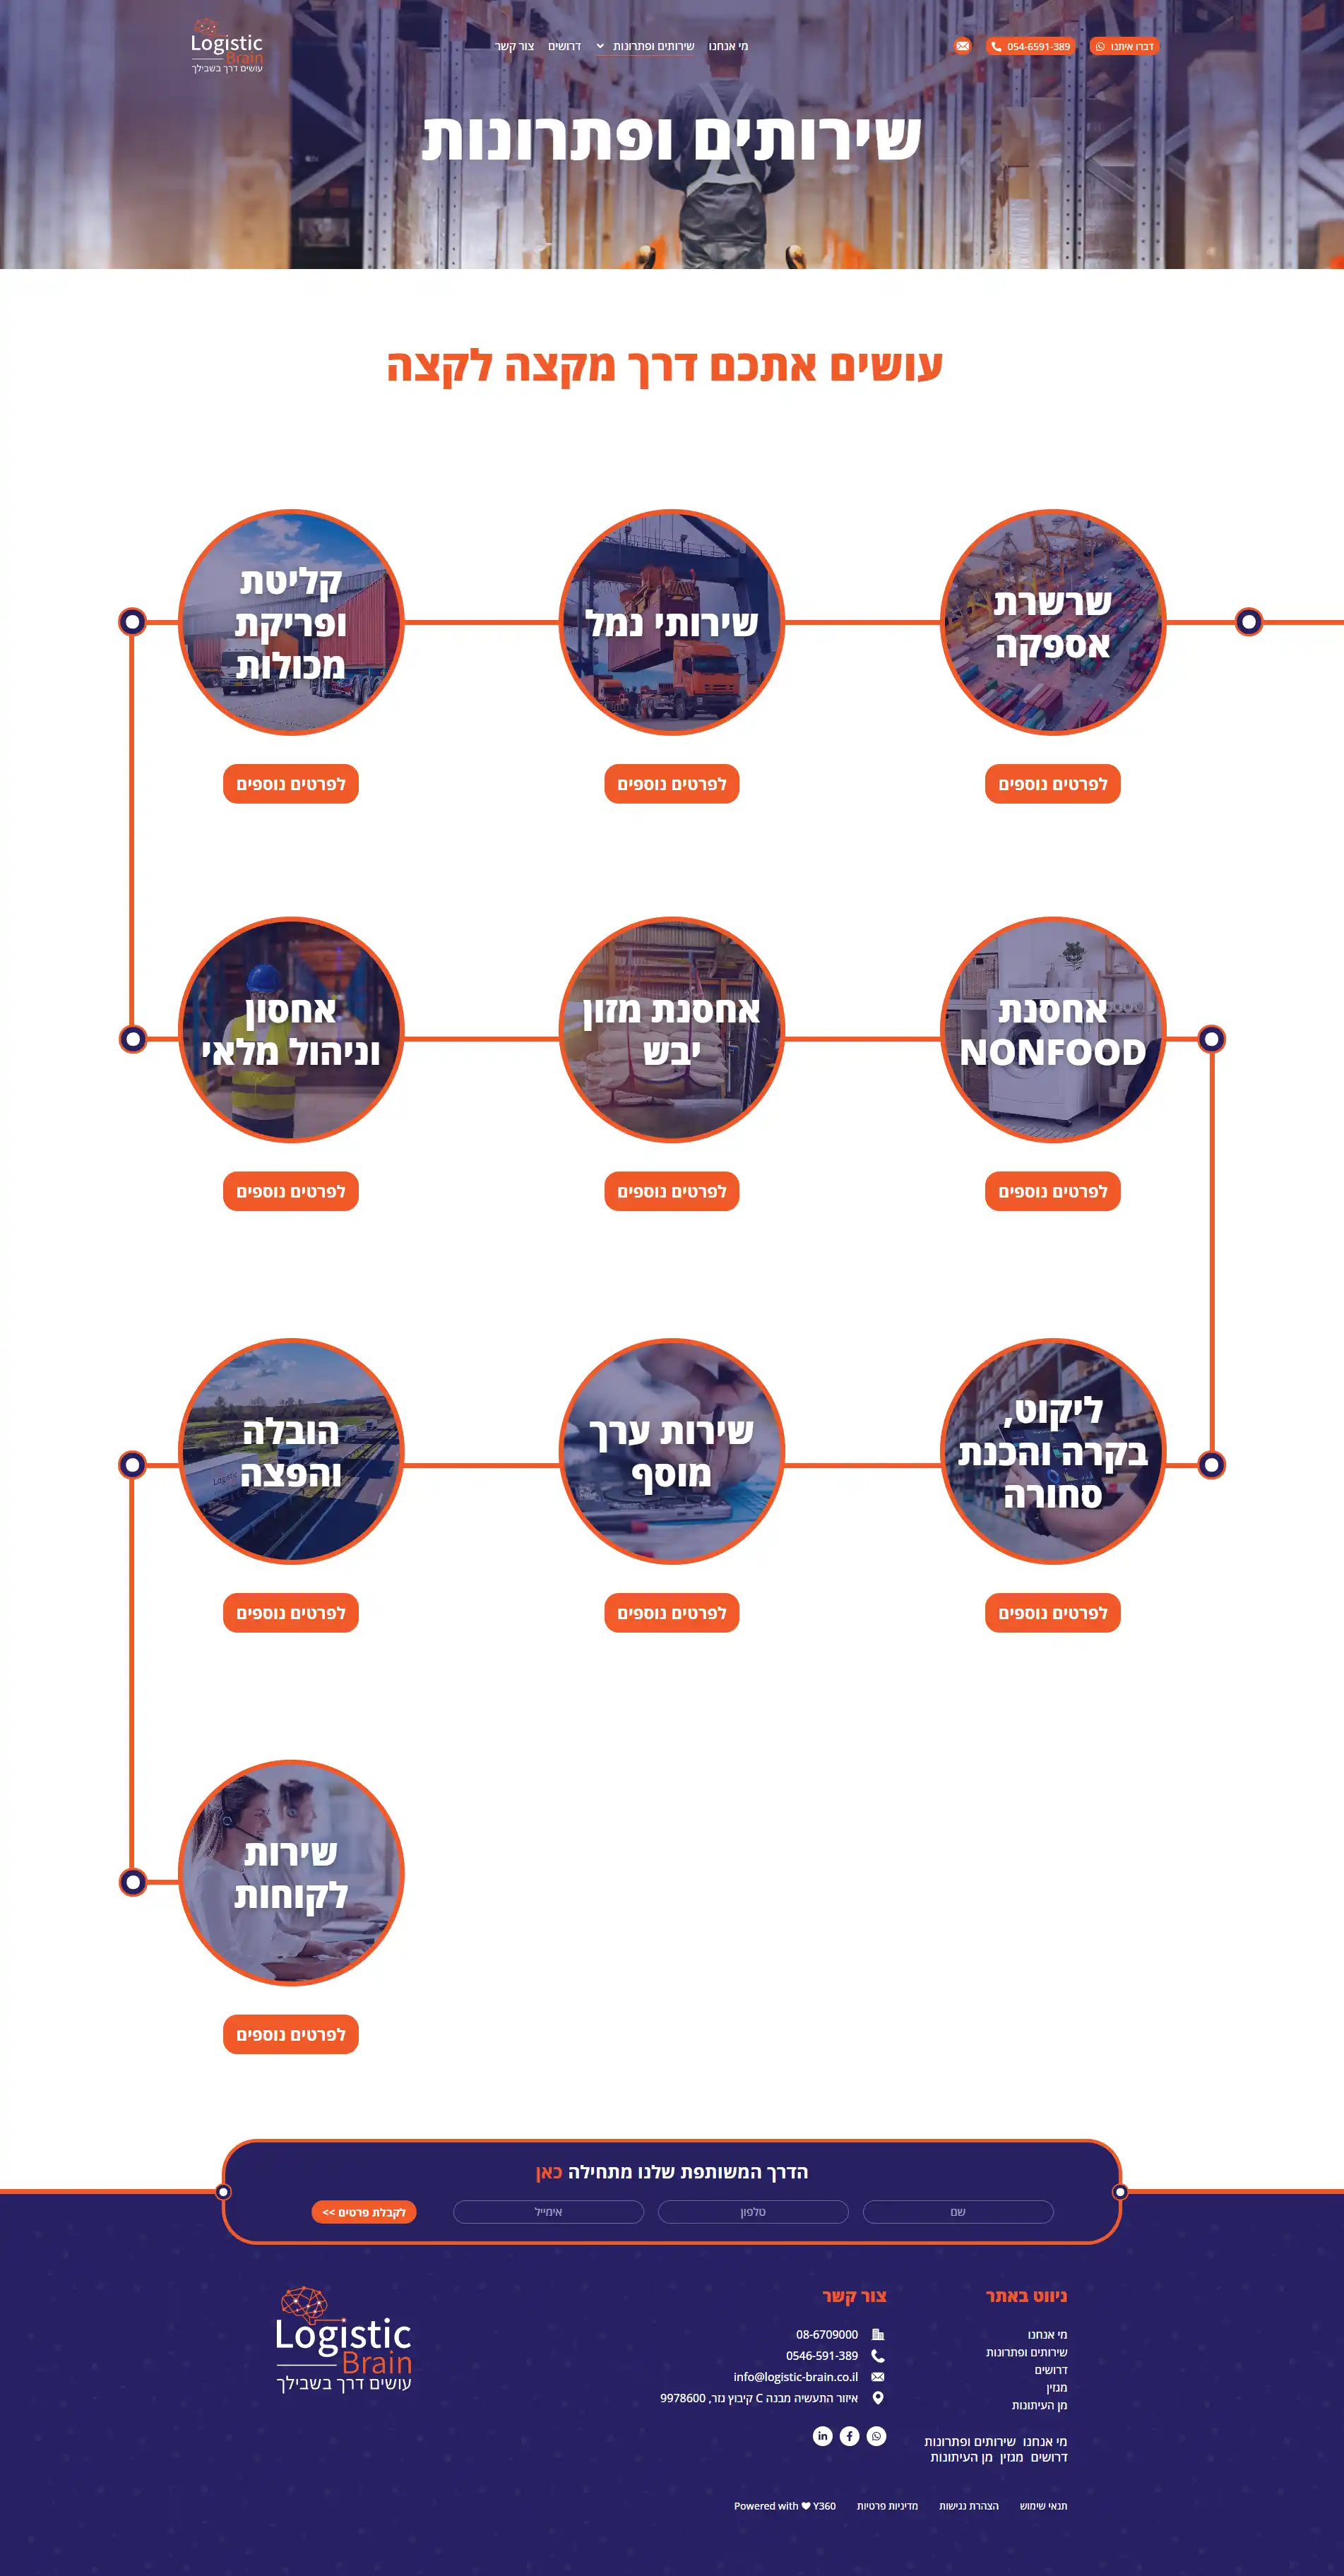 דברו איתנו
054-6591-389
מי אנחנו
שירותים ופתרונות
דרושים
צור קשר
Logistic
Brain
עושים דרך בשבילך
שירותים ופתרונות
עושים אתכם דרך מקצה לקצה
שרשרת
אספקה
לפרטים נוספים
שירותי נמל
לפרטים נוספים
קליטת
ופריקת
מכולות
לפרטים נוספים
אחסנת
NONFOOD
לפרטים נוספים
אחסנת מזון
יבש
לפרטים נוספים
אחסון
וניהול מלאי
לפרטים נוספים
ליקוט,
בקרה והכנת
סחורה
לפרטים נוספים
שירות ערך
מוסף
לפרטים נוספים
הובלה
והפצה
לפרטים נוספים
שירות
לקוחות
לפרטים נוספים
הדרך המשותפת שלנו מתחילה כאן
שם
טלפון
אימייל
לקבלת פרטים >>
ניווט באתר
מי אנחנו
שירותים ופתרונות
דרושים
מגזין
מן העיתונות
מי אנחנו שירותים ופתרונות
דרושים מגזין מן העיתונות
צור קשר
08-6709000
0546-591-389
info@logistic-brain.co.il
איזור התעשיה מבנה C קיבוץ גזר, 9978600
Logistic
Brain
עושים דרך בשבילך
תנאי שימוש
הצהרת נגישות
מדיניות פרטיות
Powered with ❤ Y360